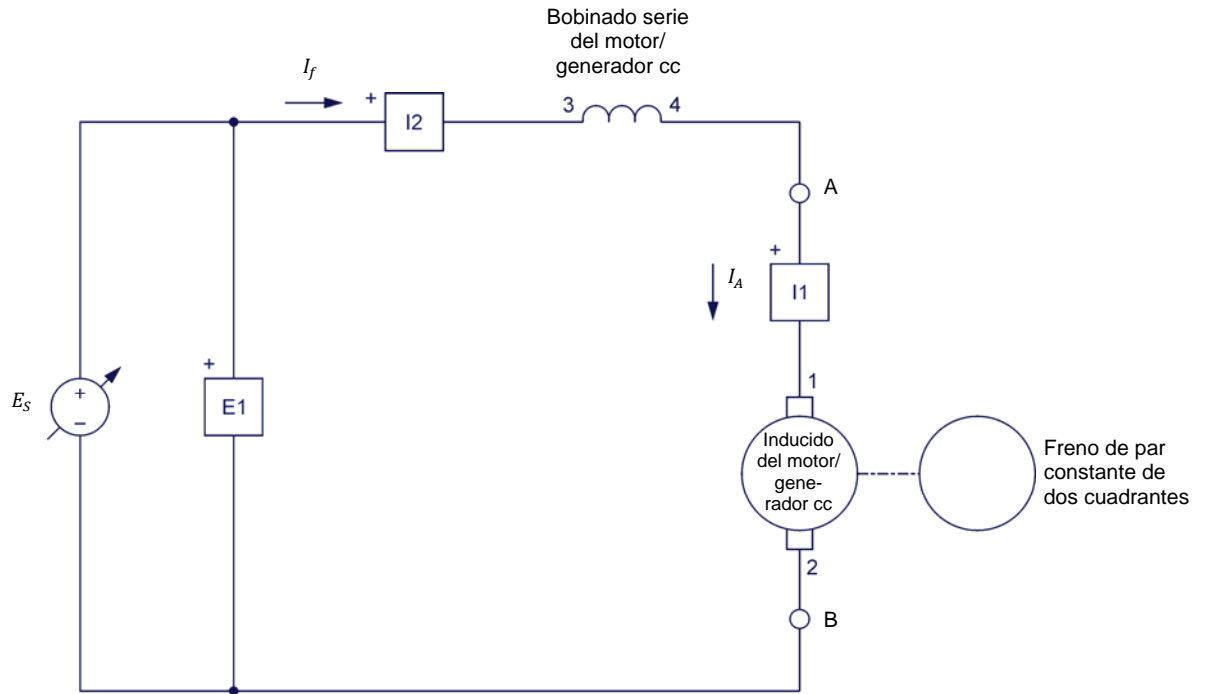 Bobinado serie
del motor/
generador cc
I_f
+
I2
3
4
A
+
I_A
I1
E_S
+
−
+
E1
1
Inducido
del motor/
gene-
rador cc
2
Freno de par
constante de
dos cuadrantes
B